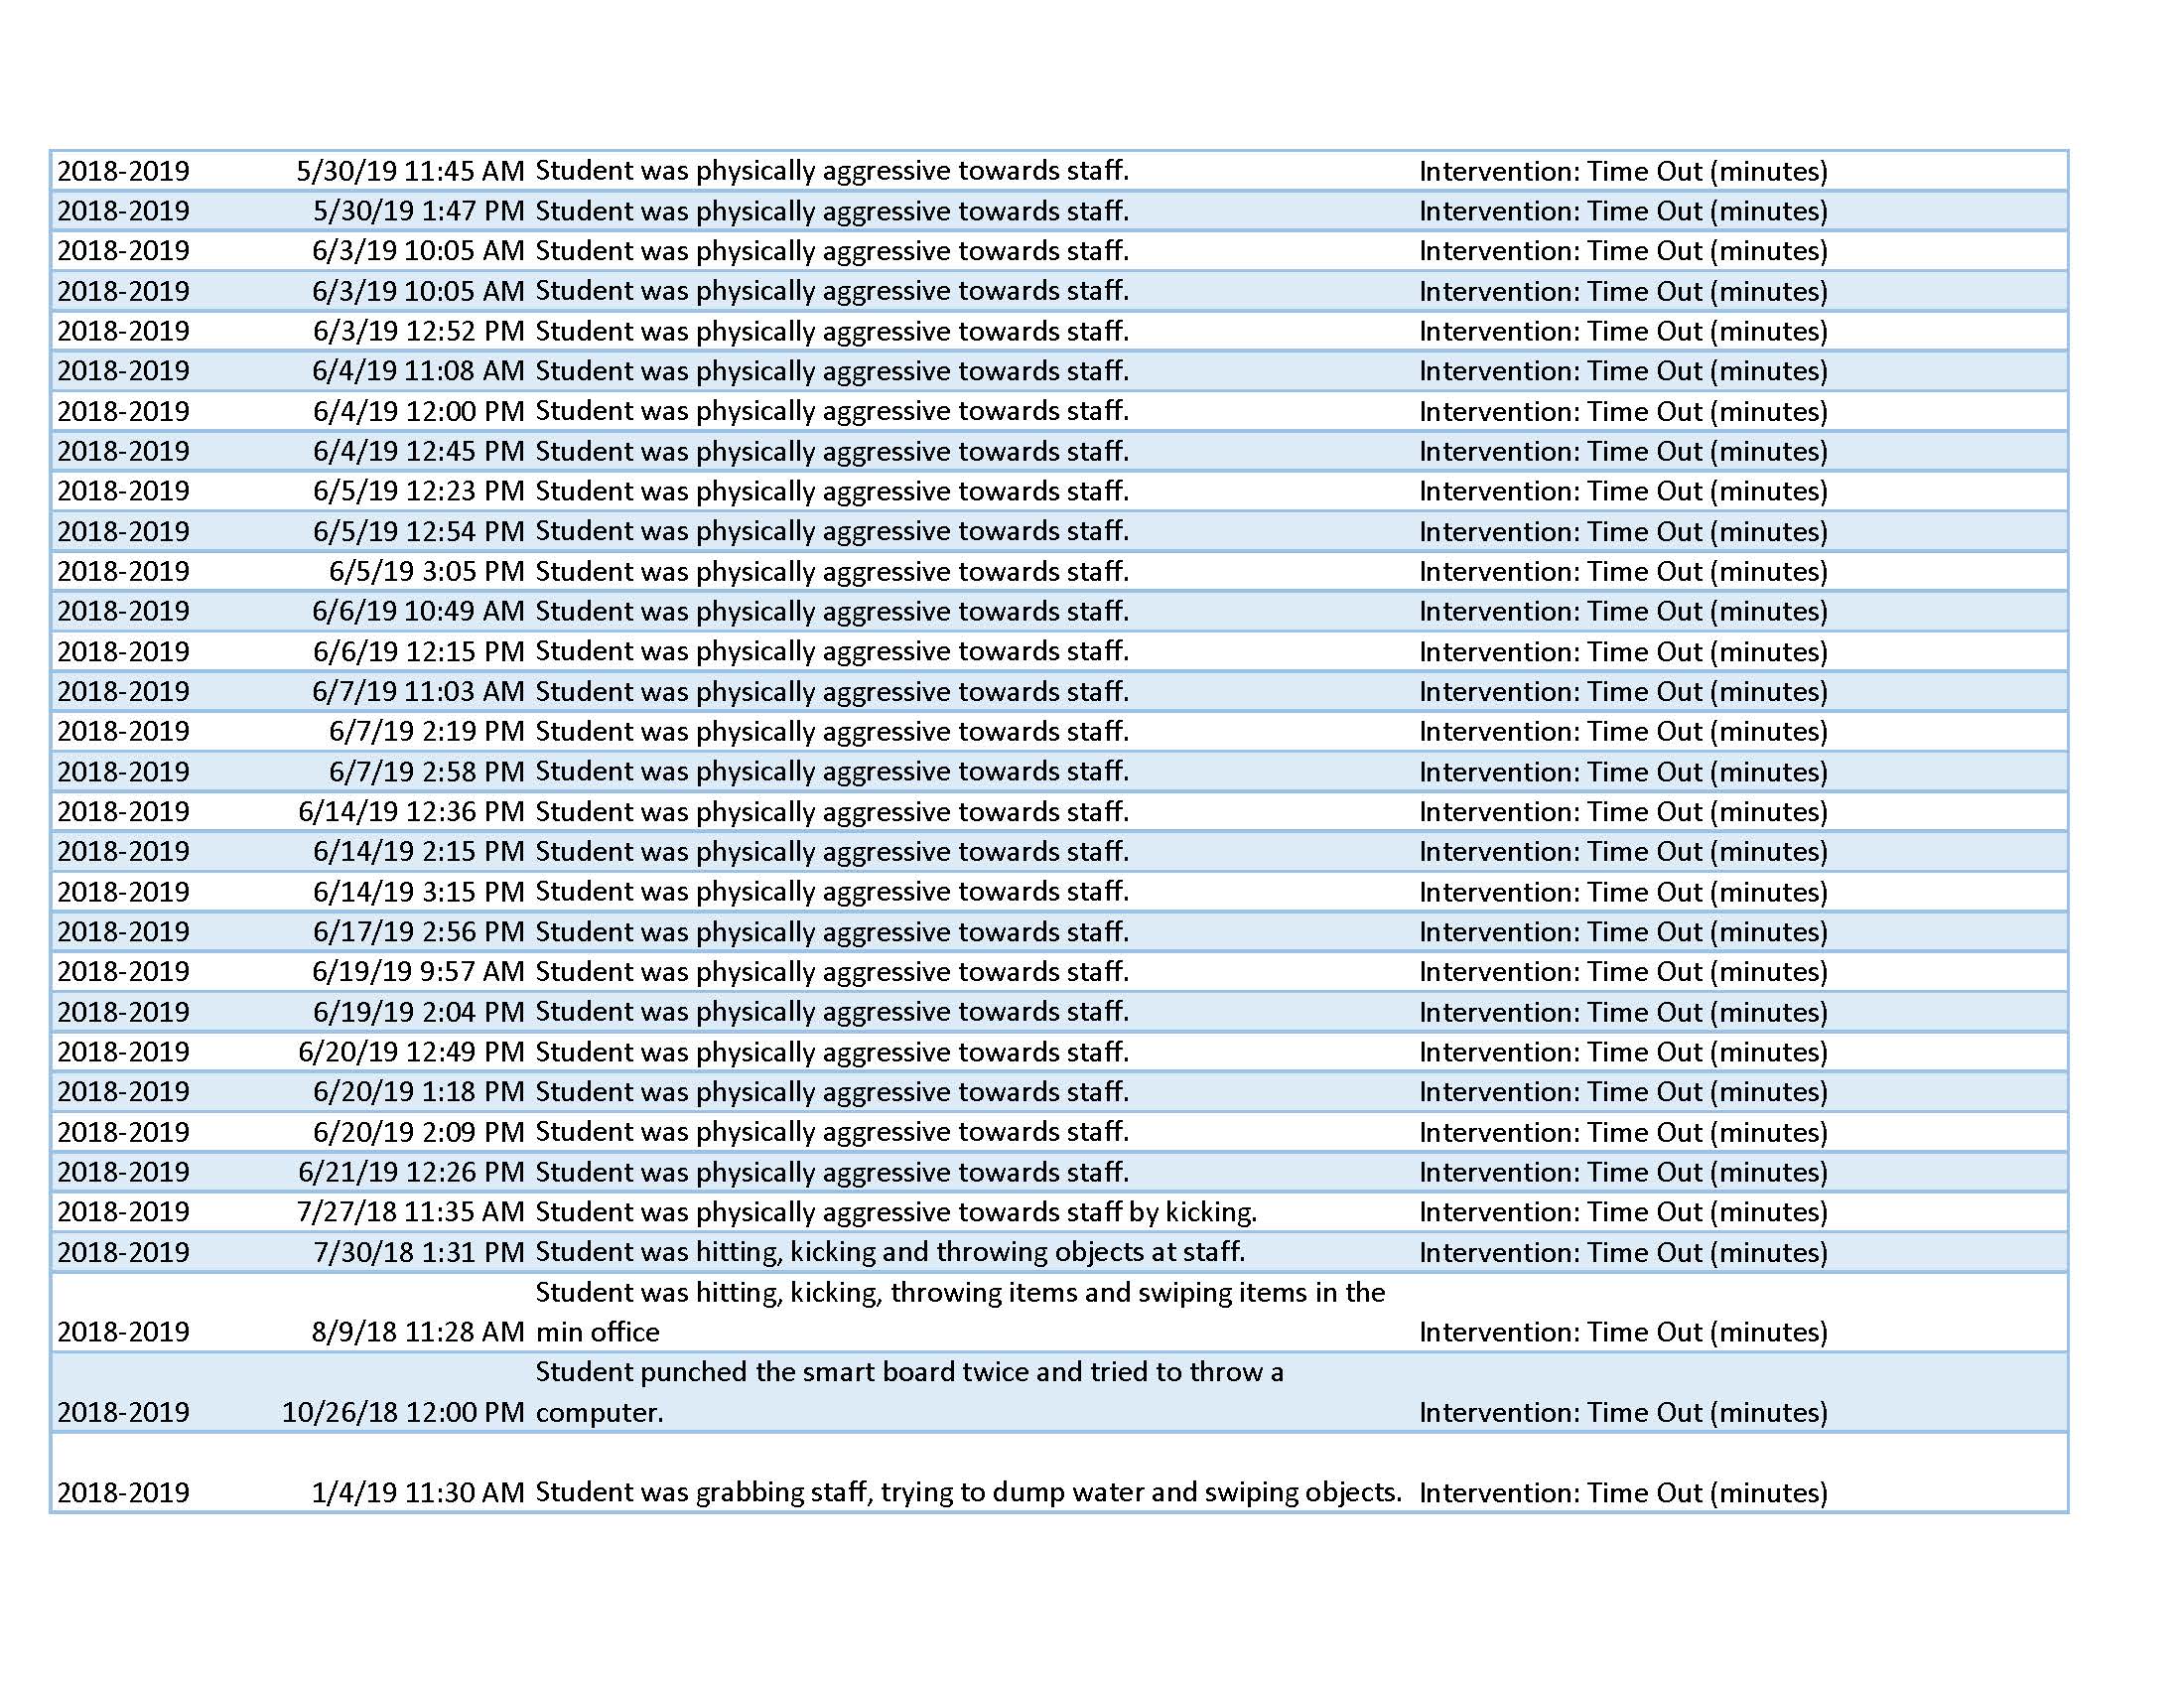 2018-2019 5/30/19 11:45 AM Student was physically aggressive towards staff. Intervention: Time Out (minutes)
2018-2019 5/30/19 1:47 PM Student was physically aggressive towards staff. Intervention: Time Out (minutes)
2018-2019 6/3/19 10:05 AM Student was physically aggressive towards staff. Intervention: Time Out (minutes)
2018-2019 6/3/19 10:05 AM Student was physically aggressive towards staff. Intervention: Time Out (minutes)
2018-2019 6/3/19 12:52 PM Student was physically aggressive towards staff. Intervention: Time Out (minutes)
2018-2019 6/4/19 11:08 AM Student was physically aggressive towards staff. Intervention: Time Out (minutes)
2018-2019 6/4/19 12:00 PM Student was physically aggressive towards staff. Intervention: Time Out (minutes)
2018-2019 6/4/19 12:45 PM Student was physically aggressive towards staff. Intervention: Time Out (minutes)
2018-2019 6/5/19 12:23 PM Student was physically aggressive towards staff. Intervention: Time Out (minutes)
2018-2019 6/5/19 12:54 PM Student was physically aggressive towards staff. Intervention: Time Out (minutes)
2018-2019 6/5/19 3:05 PM Student was physically aggressive towards staff. Intervention: Time Out (minutes)
2018-2019 6/6/19 10:49 AM Student was physically aggressive towards staff. Intervention: Time Out (minutes)
2018-2019 6/6/19 12:15 PM Student was physically aggressive towards staff. Intervention: Time Out (minutes)
2018-2019 6/7/19 11:03 AM Student was physically aggressive towards staff. Intervention: Time Out (minutes)
2018-2019 6/7/19 2:19 PM Student was physically aggressive towards staff. Intervention: Time Out (minutes)
2018-2019 6/7/19 2:58 PM Student was physically aggressive towards staff. Intervention: Time Out (minutes)
2018-2019 6/14/19 12:36 PM Student was physically aggressive towards staff. Intervention: Time Out (minutes)
2018-2019 6/14/19 2:15 PM Student was physically aggressive towards staff. Intervention: Time Out (minutes)
2018-2019 6/14/19 3:15 PM Student was physically aggressive towards staff. Intervention: Time Out (minutes)
2018-2019 6/17/19 2:56 PM Student was physically aggressive towards staff. Intervention: Time Out (minutes)
2018-2019 6/19/19 9:57 AM Student was physically aggressive towards staff. Intervention: Time Out (minutes)
2018-2019 6/19/19 2:04 PM Student was physically aggressive towards staff. Intervention: Time Out (minutes)
2018-2019 6/20/19 12:49 PM Student was physically aggressive towards staff. Intervention: Time Out (minutes)
2018-2019 6/20/19 1:18 PM Student was physically aggressive towards staff. Intervention: Time Out (minutes)
2018-2019 6/20/19 2:09 PM Student was physically aggressive towards staff. Intervention: Time Out (minutes)
2018-2019 6/21/19 12:26 PM Student was physically aggressive towards staff. Intervention: Time Out (minutes)
2018-2019 7/27/18 11:35 AM Student was physically aggressive towards staff by kicking. Intervention: Time Out (minutes)
2018-2019 7/30/18 1:31 PM Student was hitting, kicking and throwing objects at staff. Intervention: Time Out (minutes)
Student was hitting, kicking, throwing items and swiping items in the
2018-2019 8/9/18 11:28 AM min office Intervention: Time Out (minutes)
Student punched the smart board twice and tried to throw a
2018-2019 10/26/18 12:00 PM computer. Intervention: Time Out (minutes)
2018-2019 1/4/19 11:30 AM Student was grabbing staff, trying to dump water and swiping objects. Intervention: Time Out (minutes)